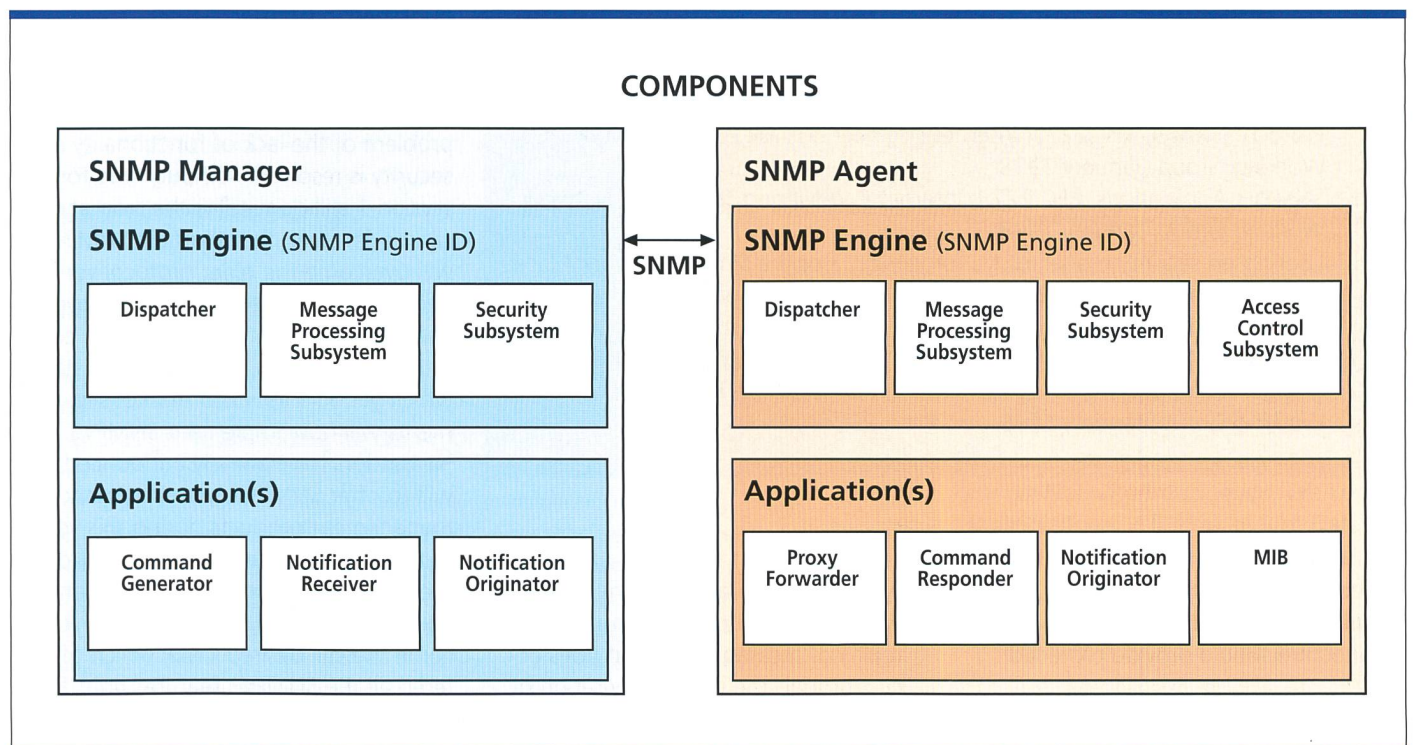 COMPONENTS
SNMP Manager
SNMP Engine (SNMP Engine ID)
Dispatcher
Message
Processing
Subsystem
Security
Subsystem
Application(s)
Command
Generator
Notification
Receiver
Notification
Originator
SNMP
SNMP Agent
SNMP Engine (SNMP Engine ID)
Dispatcher
Message
Processing
Subsystem
Security
Subsystem
Access
Control
Subsystem
Application(s)
Proxy
Forwarder
Command
Responder
Notification
Originator
MIB